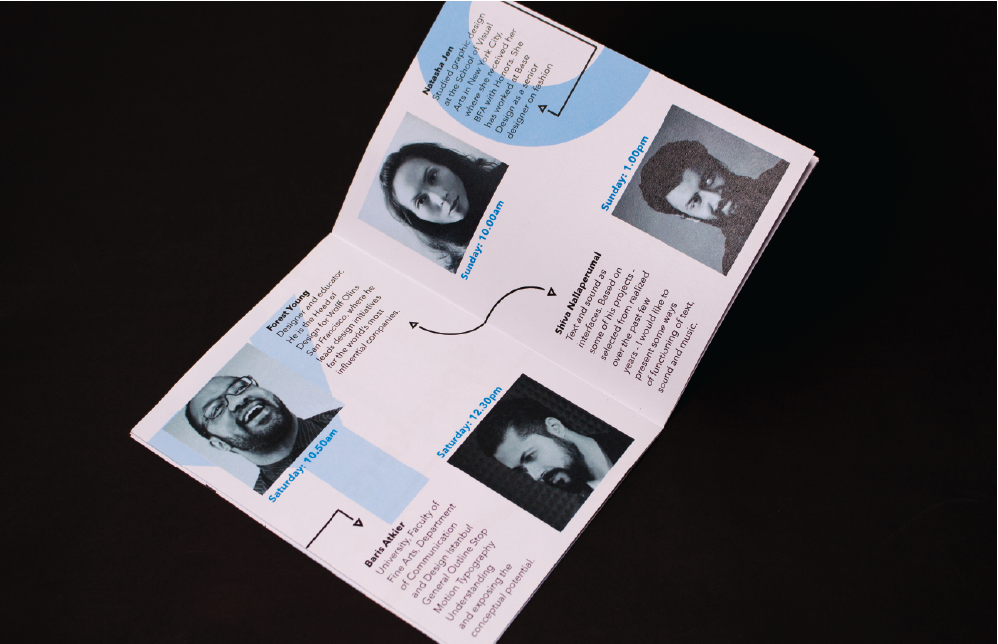 Natasha Jen
Studied graphic design
at the School of Visual
Arts in New York City,
where she received her
BFA with Honors. She
has worked at Base
Design as a senior
designer on fashion
Sunday: 10.00am
Sunday: 1.00pm
Shiva Nallaperumal
Text and sound as
interfaces. Based on
some of his projects -
selected from realized
over the past few
years - I would like to
present some ways
of functioning of text,
sound and music.
Forest Young
Designer and educator.
He is the Head of
Design for Wolff Olins
San Francisco, where he
leads design initiatives
for the world's most
influential companies.
Saturday: 10.50am
Saturday: 12.30pm
Baris Atkier
University, Faculty of
Fine Arts, Department
of Communication
and Design Istanbul
General Outline Stop
Motion Typography
Understanding
and exposing the
conceptual potential.